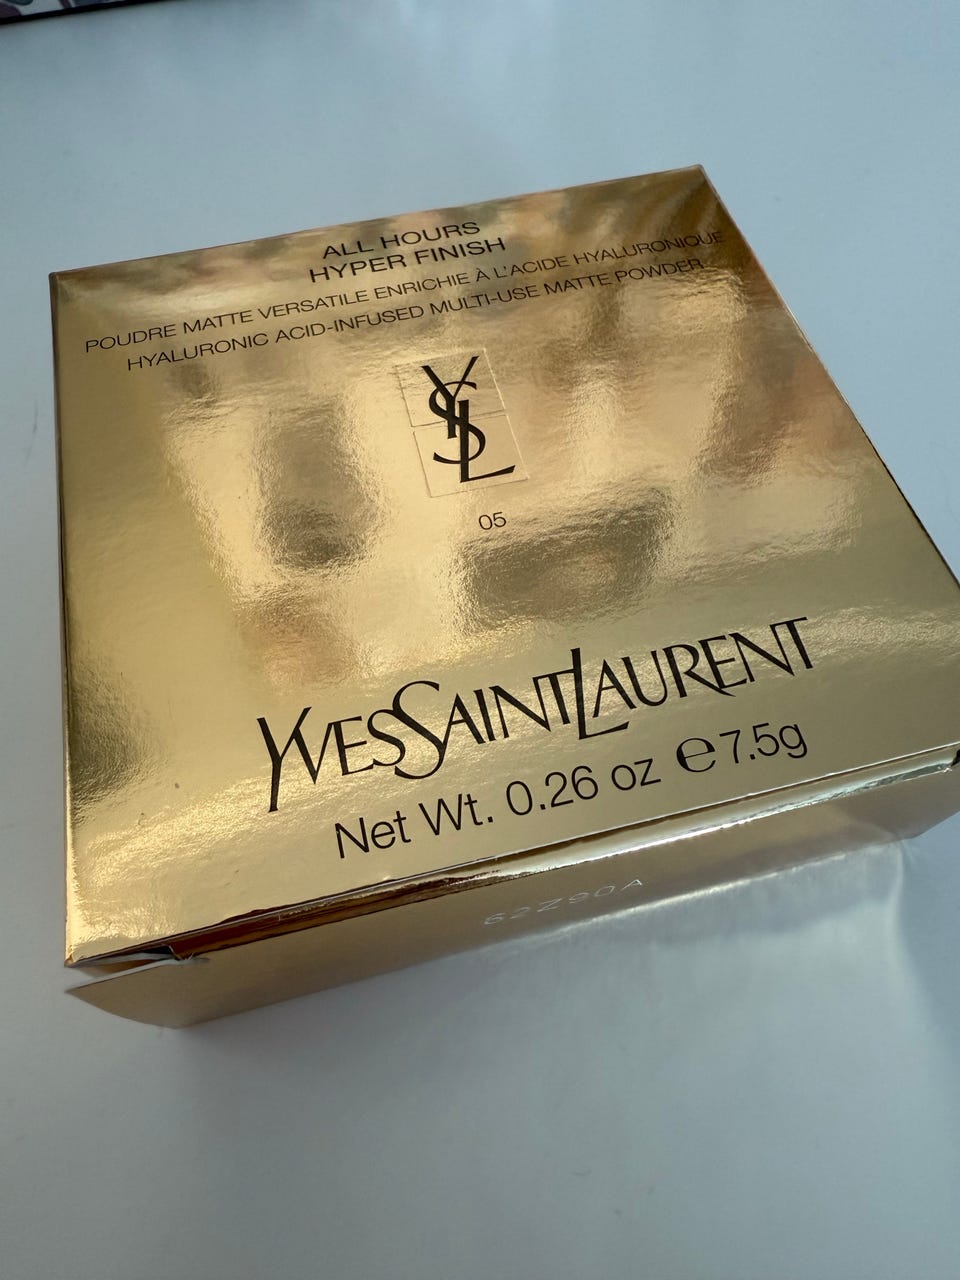 ALL HOURS
HYPER FINISH
POUDRE MATTE VERSATILE ENRICHIE À L'ACIDE HYALURONIQUE
HYALURONIC ACID-INFUSED MULTI-USE MATTE POWDER
YSL
05
YVESSAINTLAURENT
Net Wt. 0.26 oz ℮ 7.5g
62Z90A